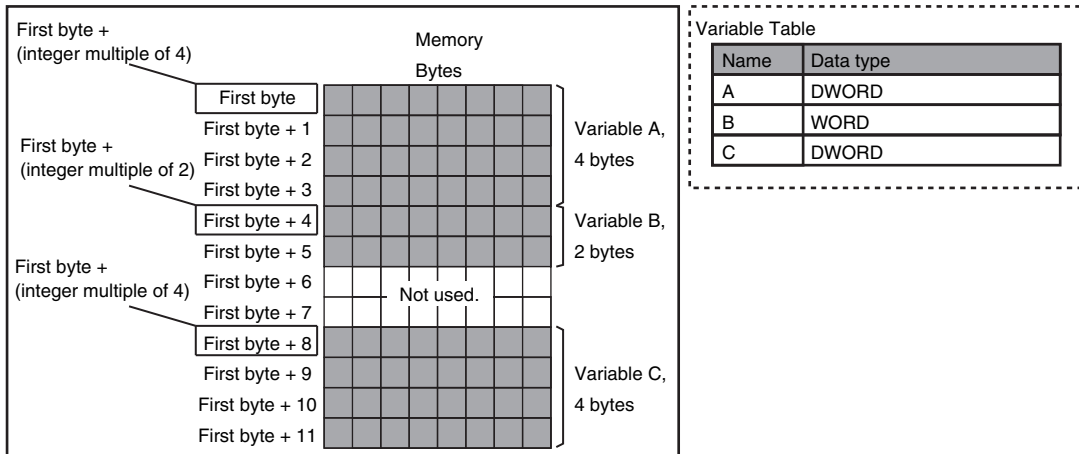 First byte +
(integer multiple of 4)
Memory
Bytes
First byte
First byte + 1
First byte + 2
First byte + 3
Variable A,
4 bytes
First byte +
(integer multiple of 2)
First byte + 4
First byte + 5
Variable B,
2 bytes
First byte +
(integer multiple of 4)
First byte + 6
First byte + 7
Not used.
First byte + 8
First byte + 9
First byte + 10
First byte + 11
Variable C,
4 bytes
Variable Table
Name Data type
A DWORD
B WORD
C DWORD